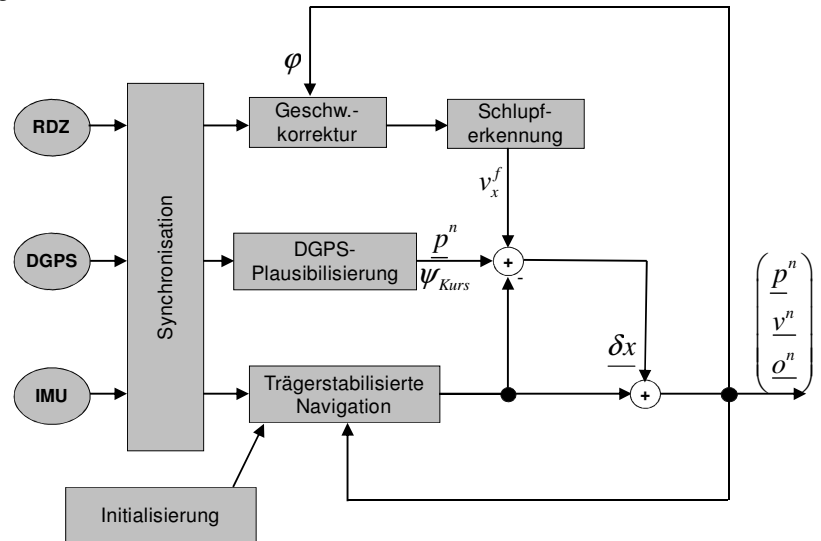 φ
RDZ
Geschw.-
korrektur
Schlupf-
erkennung
v_x^f
Synchronisation
DGPS
DGPS-
Plausibilisierung
p^n
ψ_Kurs
+
-
p^n
v^n
o^n
δx
IMU
Trägerstabilisierte
Navigation
+
Initialisierung